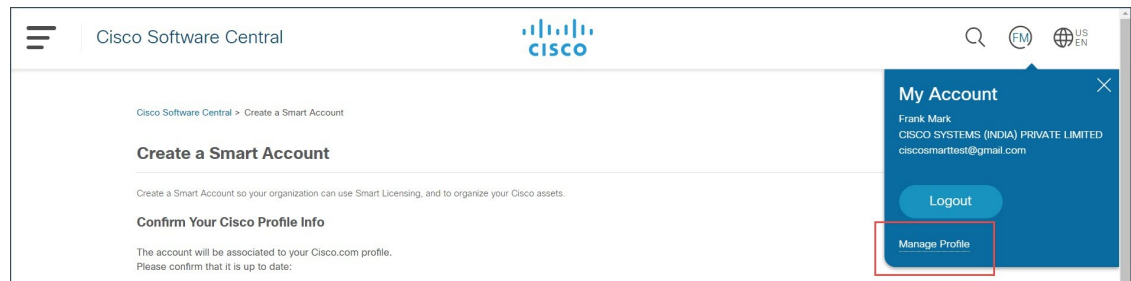 Cisco Software Central
CISCO
FM
US
EN
My Account
Frank Mark
CISCO SYSTEMS (INDIA) PRIVATE LIMITED
ciscosmarttest@gmail.com
Logout
Manage Profile
Cisco Software Central > Create a Smart Account
Create a Smart Account
Create a Smart Account so your organization can use Smart Licensing, and to organize your Cisco assets.
Confirm Your Cisco Profile Info
The account will be associated to your Cisco.com profile.
Please confirm that it is up to date: